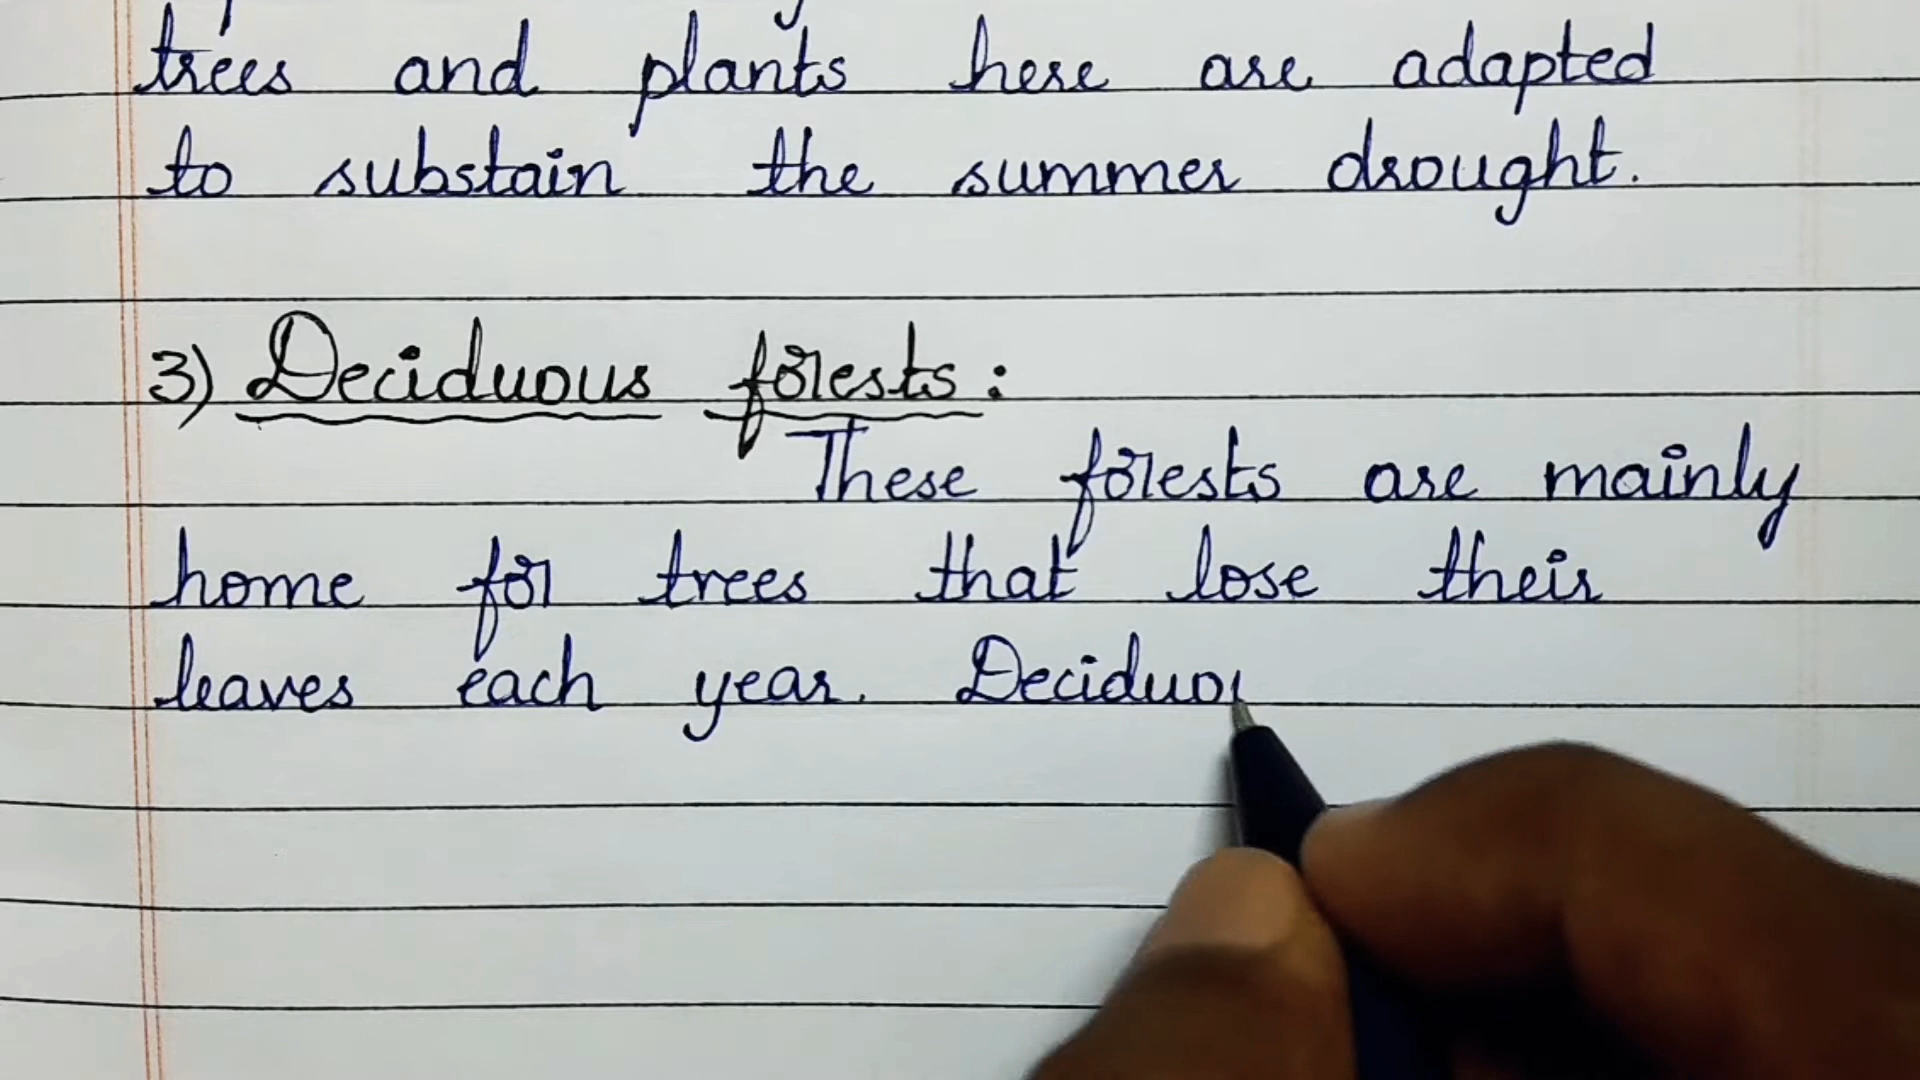 trees and plants here are adapted
to substain the summer drought.
3) Deciduous forests:
These forests are mainly
home for trees that lose their
leaves each year. Deciduou